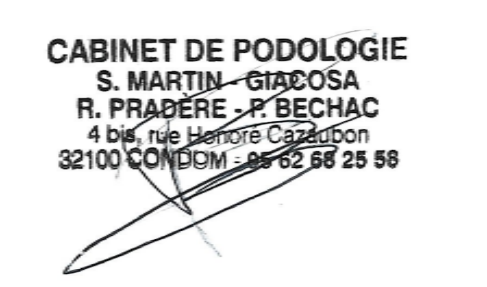 CABINET DE PODOLOGIE
S. MARTIN - GIACOSA
R. PRADÈRE - P. BECHAC
4 bis, rue Honoré Cazaubon
32100 CONDOM - 05 62 68 25 58